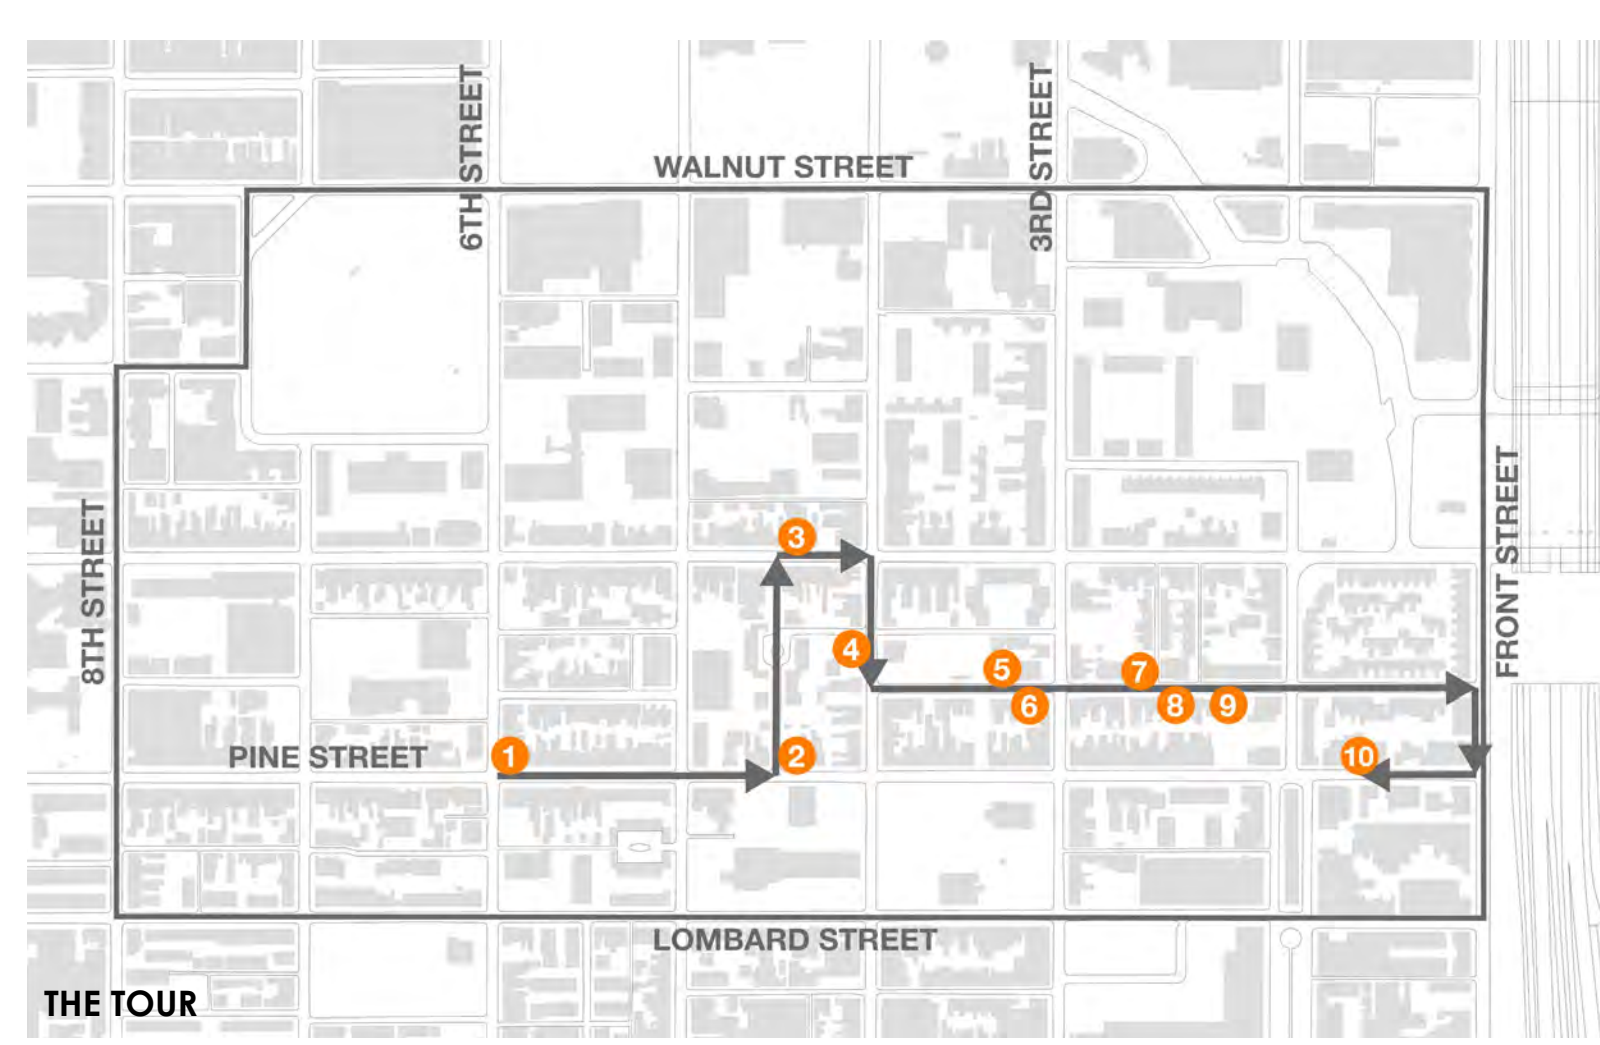 6TH STREET
3RD STREET
WALNUT STREET
8TH STREET
FRONT STREET
3
4
5
7
6
8
9
PINE STREET
1
2
10
LOMBARD STREET
THE TOUR